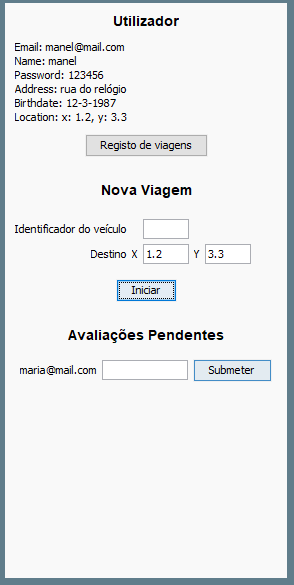 Utilizador
Email: manel@mail.com
Name: manel
Password: 123456
Address: rua do relógio
Birthdate: 12-3-1987
Location: x: 1.2, y: 3.3
Registo de viagens
Nova Viagem
Identificador do veículo
Destino X 1.2 Y 3.3
Iniciar
Avaliações Pendentes
maria@mail.com Submeter